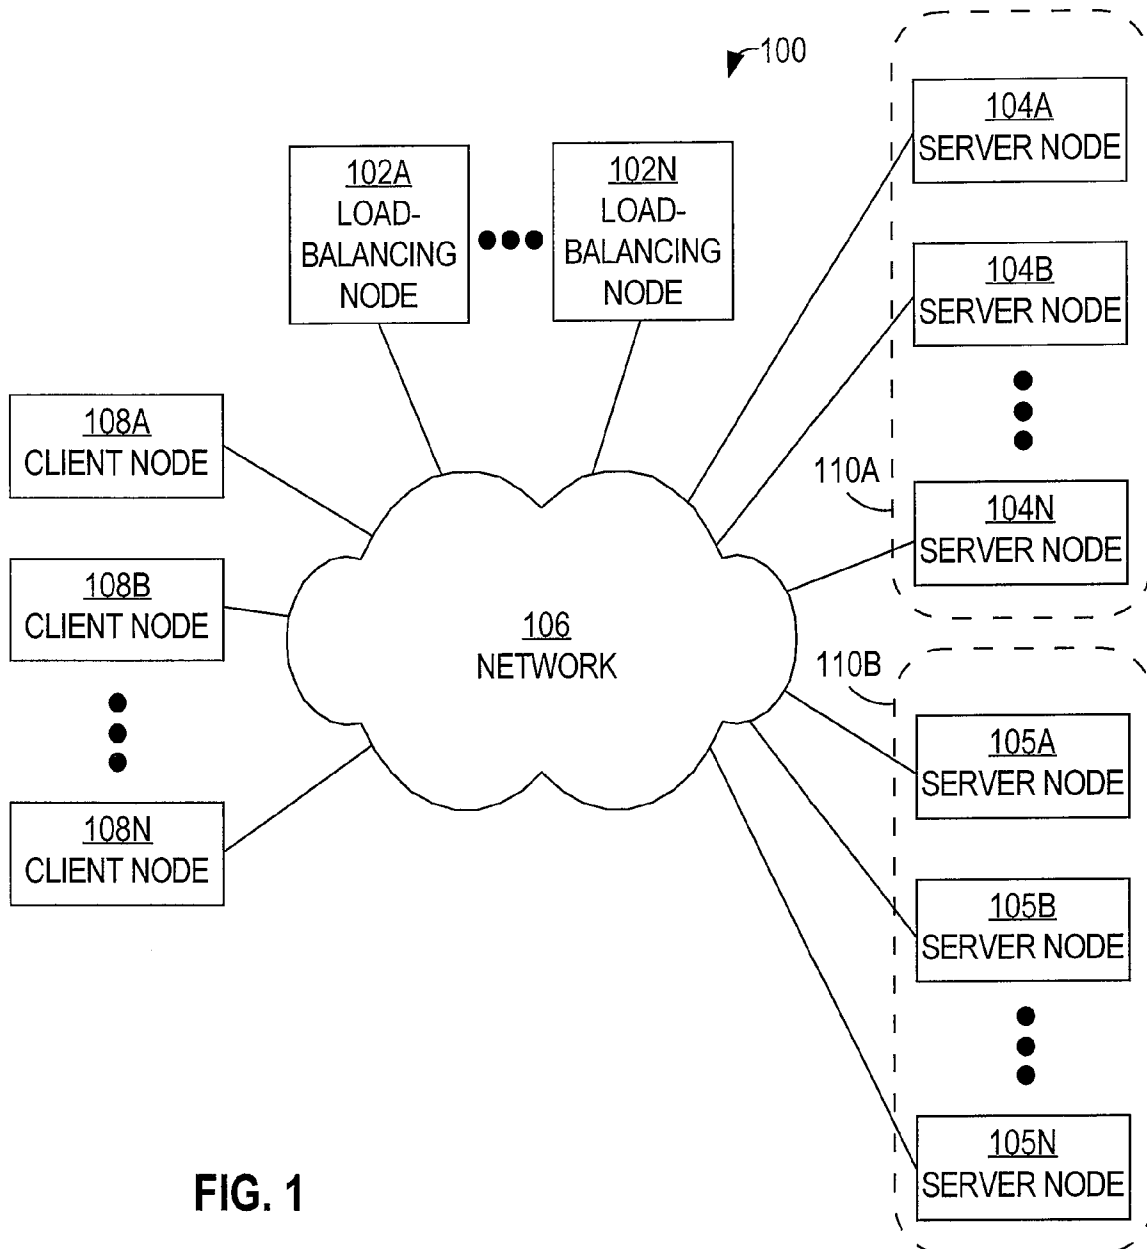 100
104A
SERVER NODE
102A
LOAD-
BALANCING
NODE
102N
LOAD-
BALANCING
NODE
104B
SERVER NODE
108A
CLIENT NODE
110A
104N
SERVER NODE
108B
CLIENT NODE
106
NETWORK
110B
105A
SERVER NODE
108N
CLIENT NODE
105B
SERVER NODE
105N
SERVER NODE
FIG. 1